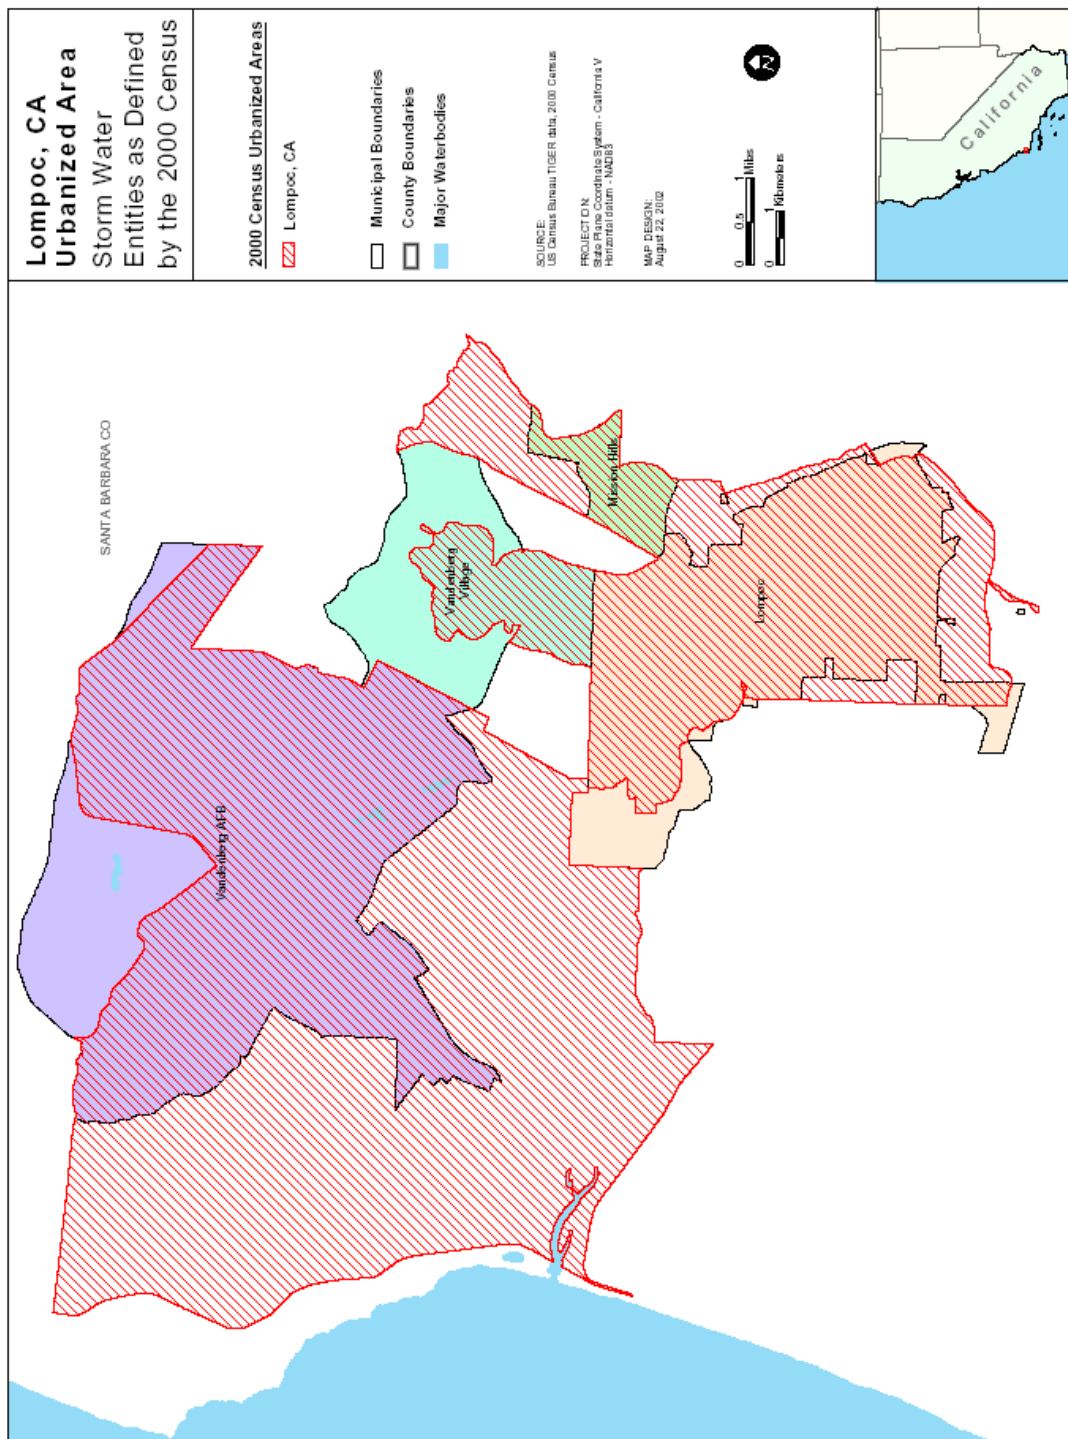 Lompoc, CA
Urbanized Area
Storm Water
Entities as Defined
by the 2000 Census
2000 Census Urbanized Areas
Lompoc, CA
Municipal Boundaries
County Boundaries
Major Waterbodies
SOURCE:
US Census Bureau TIGER data, 2000 Census
PROJECTION:
State Plane Coordinate System - California V
Horizontal datum - NAD83
MAP DESIGN:
August 22, 2002
0 0.5 1
Miles
0 1
Kilometers
N
California
SANTA BARBARA CO
Vandenberg AFB
Vandenberg
Village
Mission Hills
Lompoc